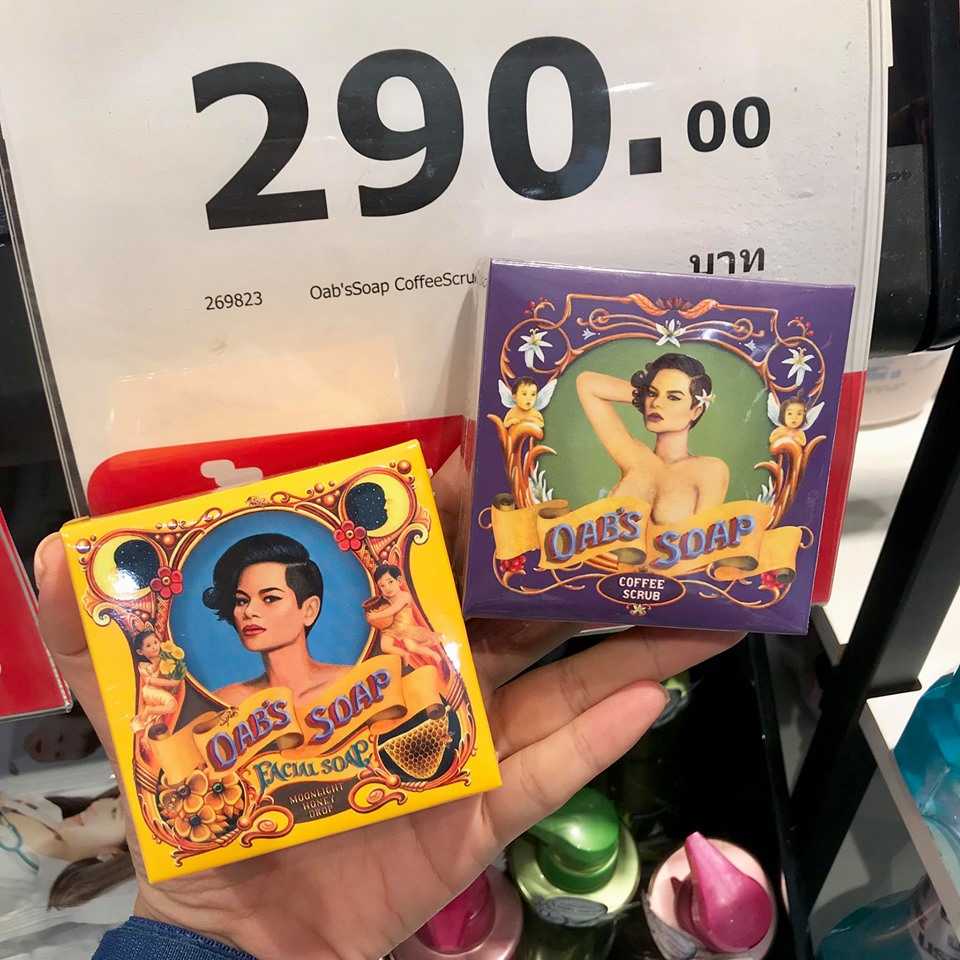 290.00
บาท
269823 Oab'sSoap CoffeeScru
OAB'S SOAP
COFFEE
SCRUB
OAB'S SOAP
FACIAL SOAP
MOONLIGHT
HONEY
DROP